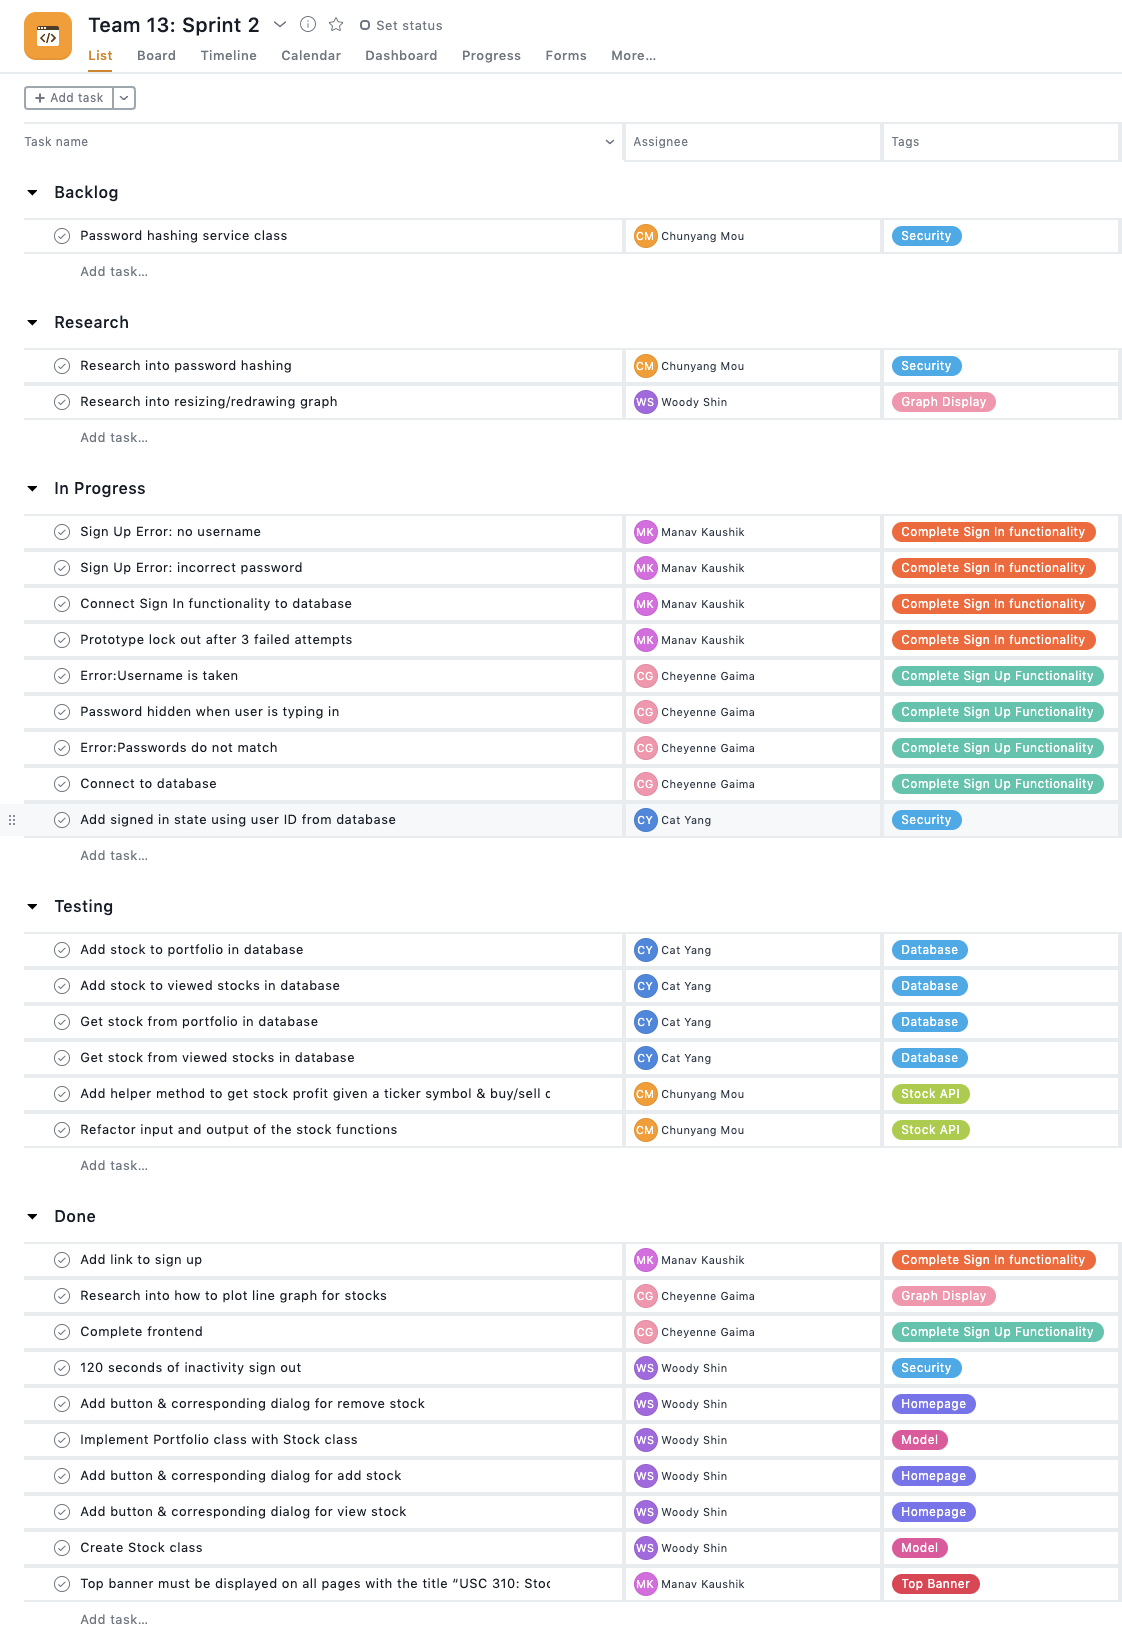 Team 13: Sprint 2 Set status
List Board Timeline Calendar Dashboard Progress Forms More...
+ Add task
Task name Assignee Tags
Backlog
Password hashing service class CM Chunyang Mou Security
Add task...
Research
Research into password hashing CM Chunyang Mou Security
Research into resizing/redrawing graph WS Woody Shin Graph Display
Add task...
In Progress
Sign Up Error: no username MK Manav Kaushik Complete Sign In functionality
Sign Up Error: incorrect password MK Manav Kaushik Complete Sign In functionality
Connect Sign In functionality to database MK Manav Kaushik Complete Sign In functionality
Prototype lock out after 3 failed attempts MK Manav Kaushik Complete Sign In functionality
Error:Username is taken CG Cheyenne Gaima Complete Sign Up Functionality
Password hidden when user is typing in CG Cheyenne Gaima Complete Sign Up Functionality
Error:Passwords do not match CG Cheyenne Gaima Complete Sign Up Functionality
Connect to database CG Cheyenne Gaima Complete Sign Up Functionality
Add signed in state using user ID from database CY Cat Yang Security
Add task...
Testing
Add stock to portfolio in database CY Cat Yang Database
Add stock to viewed stocks in database CY Cat Yang Database
Get stock from portfolio in database CY Cat Yang Database
Get stock from viewed stocks in database CY Cat Yang Database
Add helper method to get stock profit given a ticker symbol & buy/sell CM Chunyang Mou Stock API
Refactor input and output of the stock functions CM Chunyang Mou Stock API
Add task...
Done
Add link to sign up MK Manav Kaushik Complete Sign In functionality
Research into how to plot line graph for stocks CG Cheyenne Gaima Graph Display
Complete frontend CG Cheyenne Gaima Complete Sign Up Functionality
120 seconds of inactivity sign out WS Woody Shin Security
Add button & corresponding dialog for remove stock WS Woody Shin Homepage
Implement Portfolio class with Stock class WS Woody Shin Model
Add button & corresponding dialog for add stock WS Woody Shin Homepage
Add button & corresponding dialog for view stock WS Woody Shin Homepage
Create Stock class WS Woody Shin Model
Top banner must be displayed on all pages with the title “USC 310: MK Manav Kaushik Top Banner
Add task...